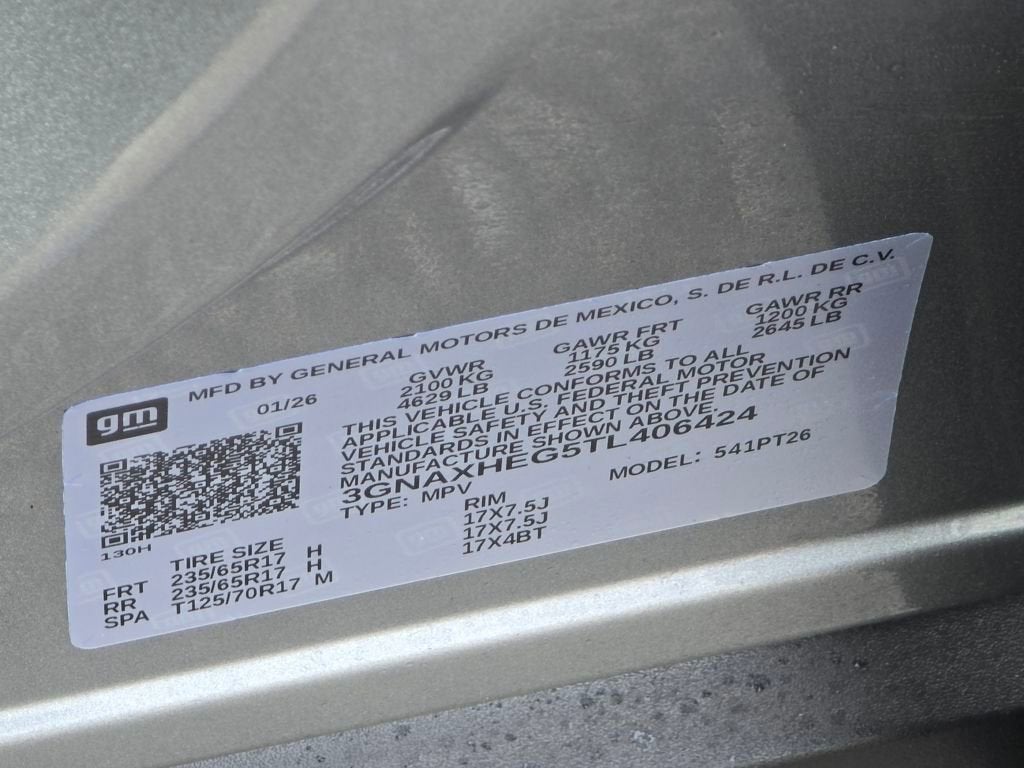 MFD BY GENERAL MOTORS DE MEXICO, S. DE R.L. DE C.V.
gm
01/26
GVWR GAWR FRT GAWR RR
2100 KG 1175 KG 1200 KG
4629 LB 2590 LB 2645 LB
THIS VEHICLE CONFORMS TO ALL
APPLICABLE U.S. FEDERAL MOTOR
VEHICLE SAFETY AND THEFT PREVENTION
STANDARDS IN EFFECT ON THE DATE OF
MANUFACTURE SHOWN ABOVE.
3GNAXHEG5TL406424
TYPE: MPV MODEL: 541PT26
130H
TIRE SIZE RIM
FRT 235/65R17 H 17X7.5J
RR 235/65R17 H 17X7.5J
SPA T125/70R17 M 17X4BT